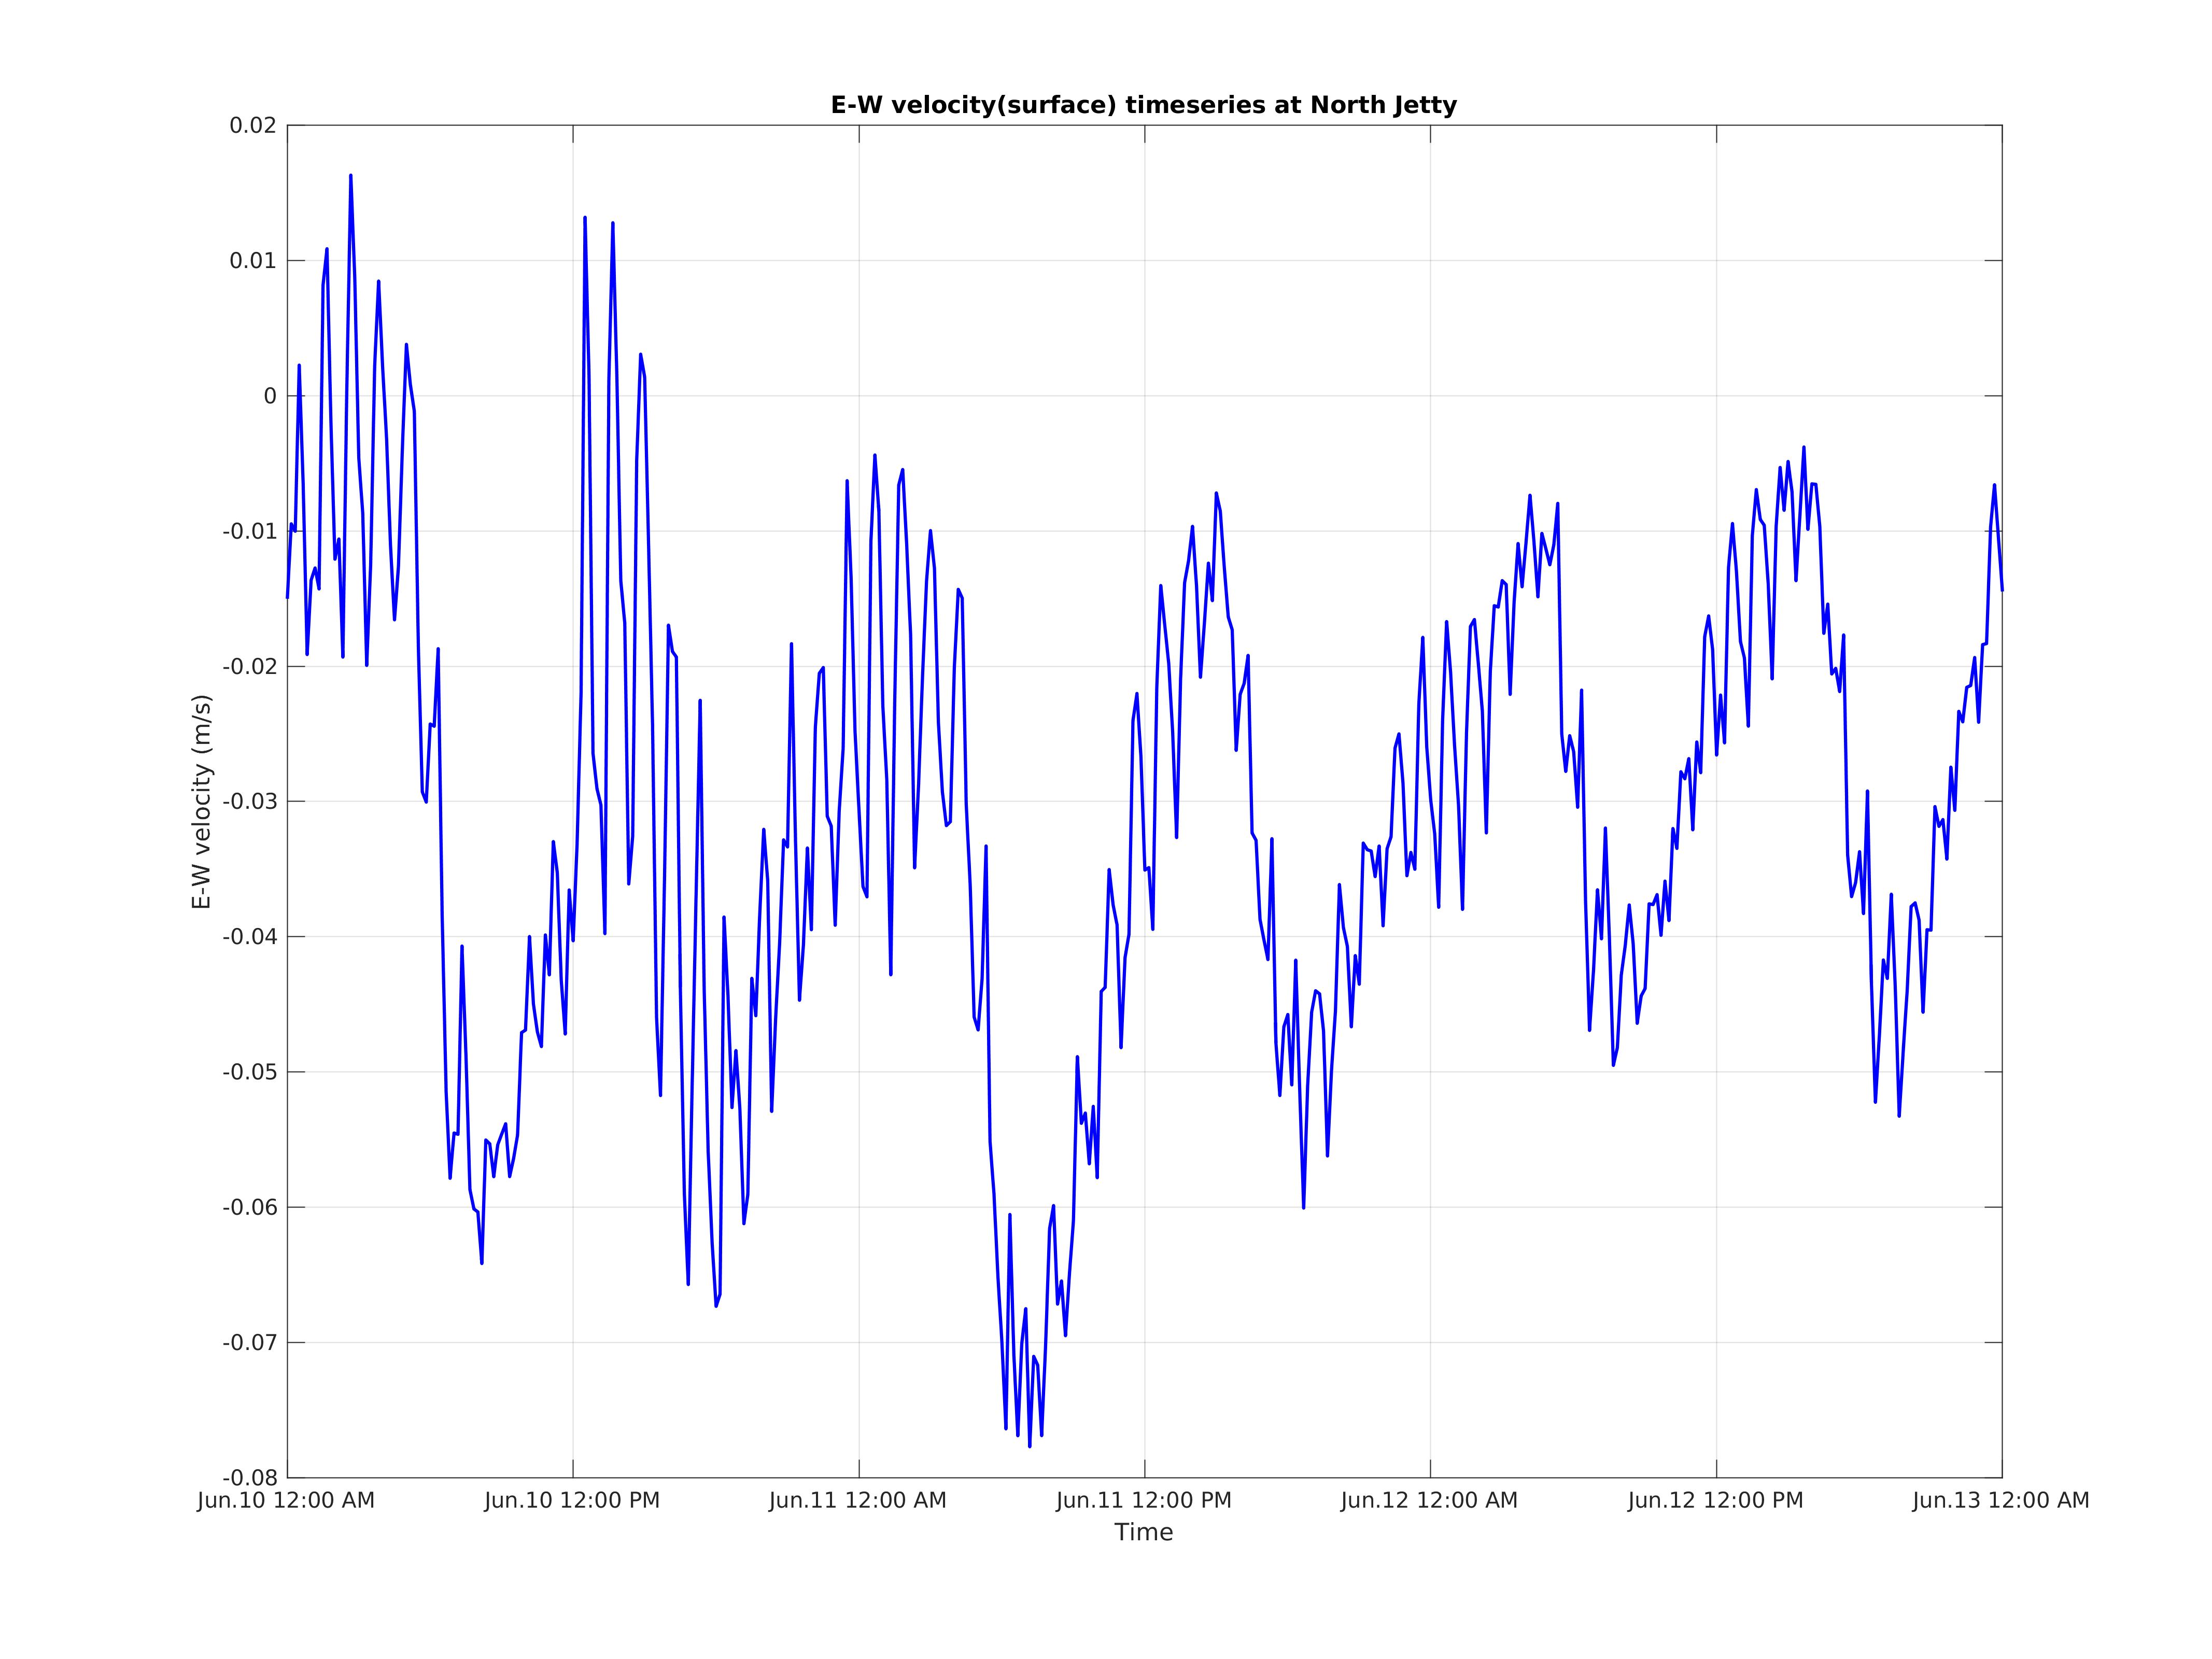 E-W velocity(surface) timeseries at North Jetty
0.02
0.01
0
-0.01
-0.02
-0.03
-0.04
-0.05
-0.06
-0.07
-0.08
E-W velocity (m/s)
Jun.10 12:00 AM
Jun.10 12:00 PM
Jun.11 12:00 AM
Jun.11 12:00 PM
Jun.12 12:00 AM
Jun.12 12:00 PM
Jun.13 12:00 AM
Time